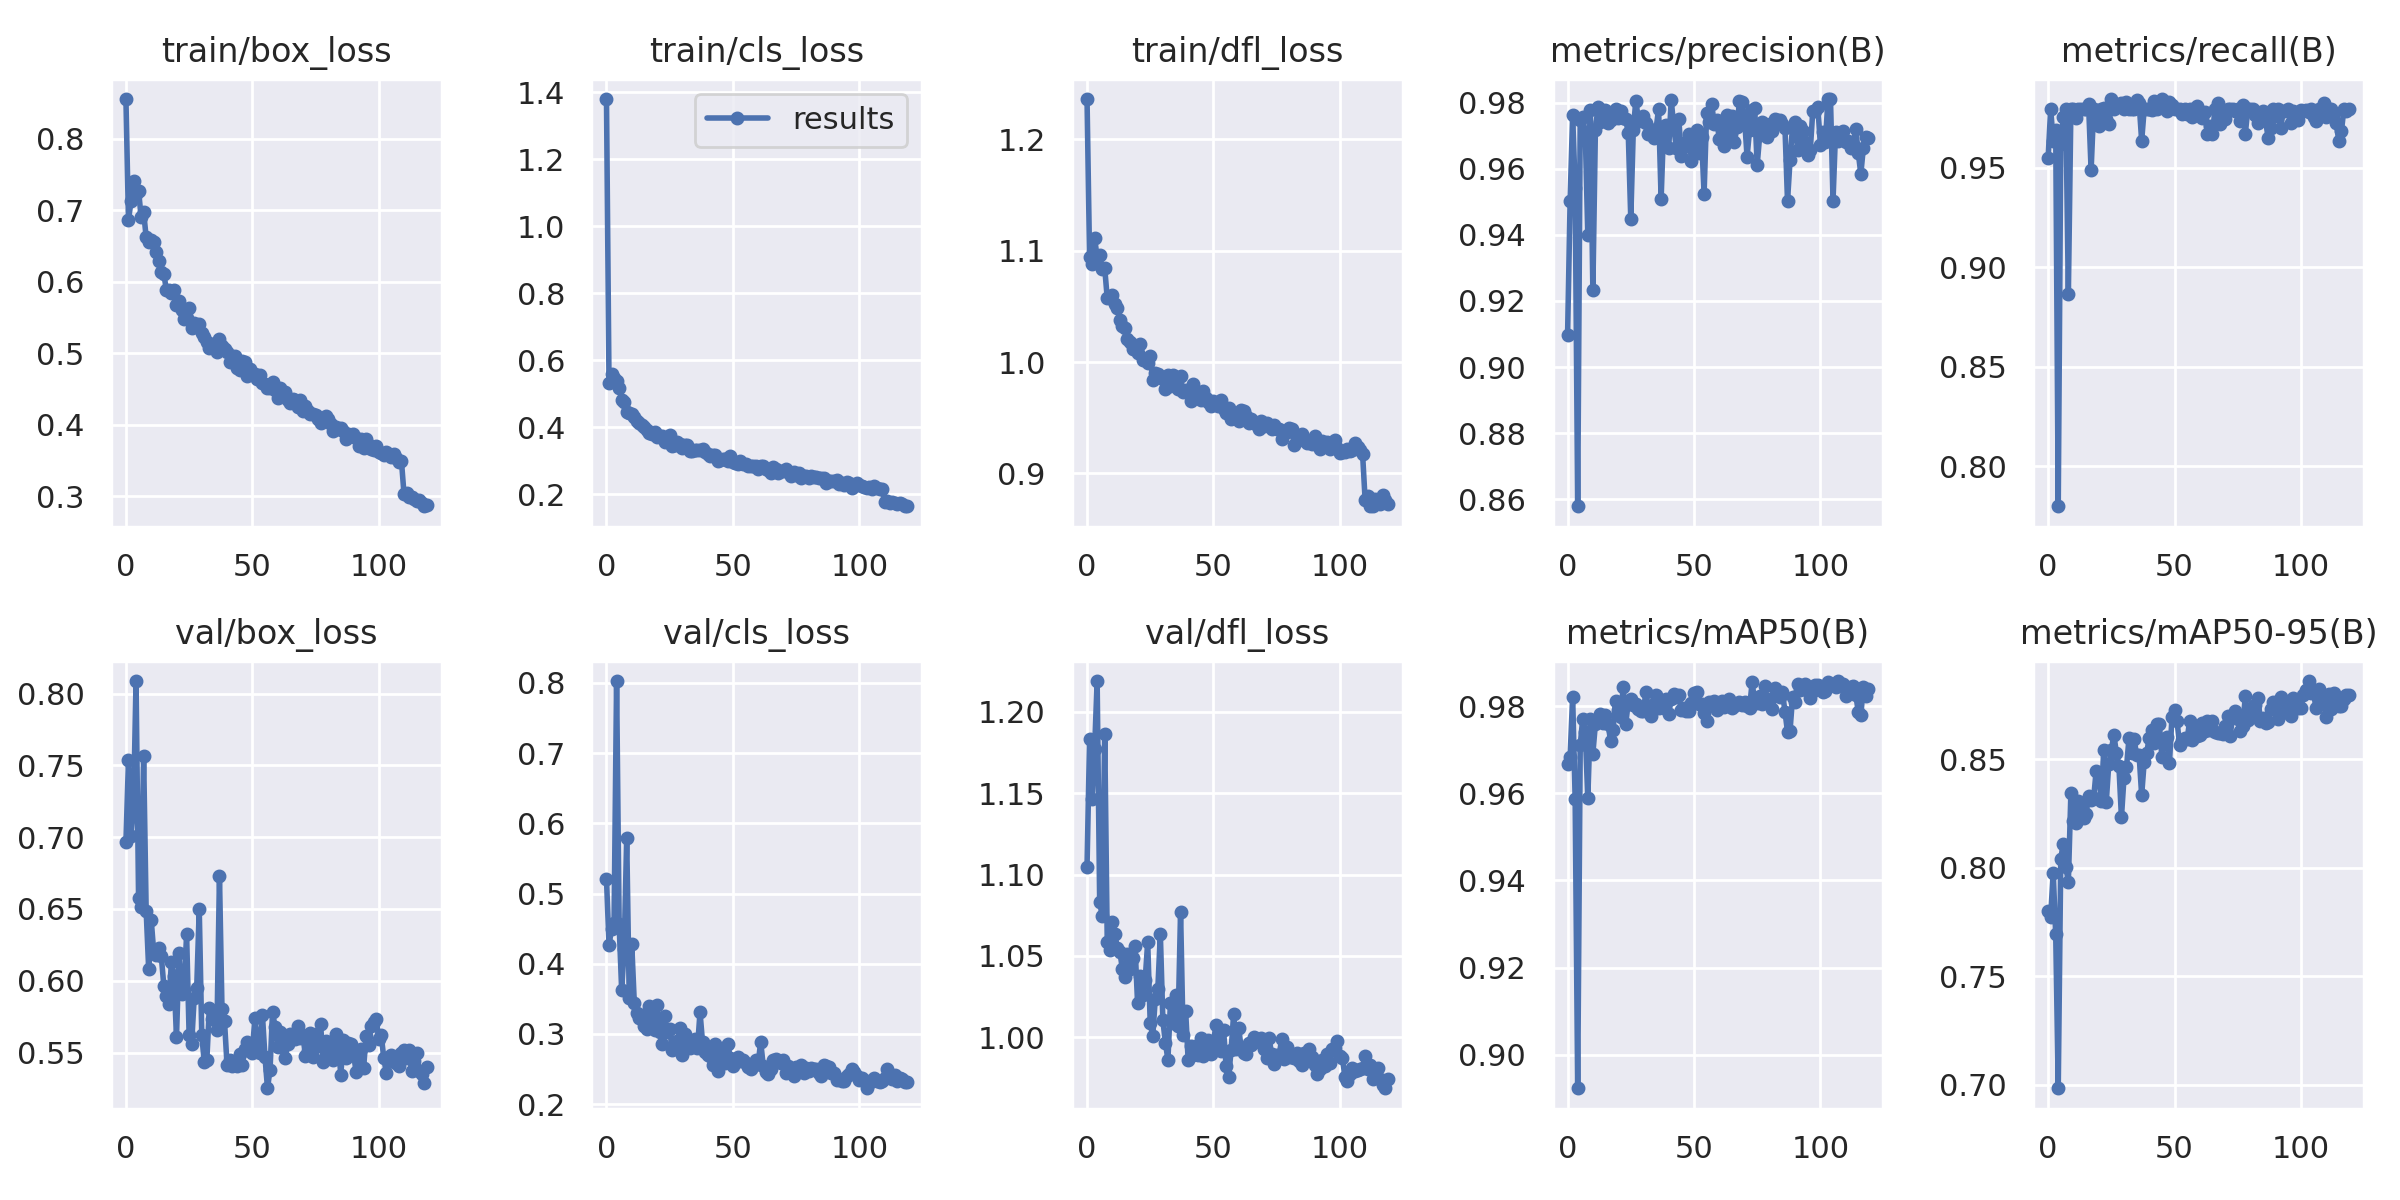 train/box_loss
0.8
0.7
0.6
0.5
0.4
0.3
0 50 100
train/cls_loss
results
1.4
1.2
1.0
0.8
0.6
0.4
0.2
0 50 100
train/dfl_loss
1.2
1.1
1.0
0.9
0 50 100
metrics/precision(B)
0.98
0.96
0.94
0.92
0.90
0.88
0.86
0 50 100
metrics/recall(B)
0.95
0.90
0.85
0.80
0 50 100
val/box_loss
0.80
0.75
0.70
0.65
0.60
0.55
0 50 100
val/cls_loss
0.8
0.7
0.6
0.5
0.4
0.3
0.2
0 50 100
val/dfl_loss
1.20
1.15
1.10
1.05
1.00
0 50 100
metrics/mAP50(B)
0.98
0.96
0.94
0.92
0.90
0 50 100
metrics/mAP50-95(B)
0.85
0.80
0.75
0.70
0 50 100